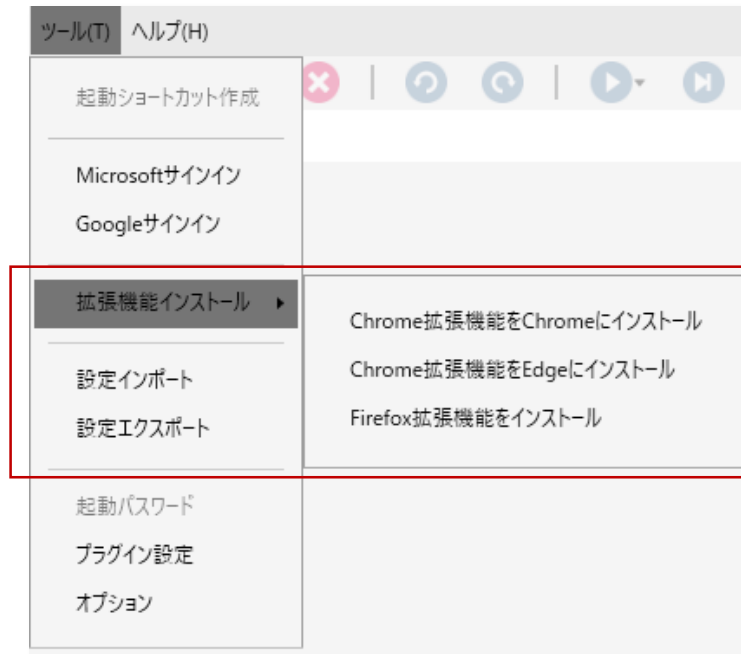 ツール(T) ヘルプ(H)
起動ショートカット作成
Microsoftサインイン
Googleサインイン
拡張機能インストール
Chrome拡張機能をChromeにインストール
Chrome拡張機能をEdgeにインストール
Firefox拡張機能をインストール
設定インポート
設定エクスポート
起動パスワード
プラグイン設定
オプション